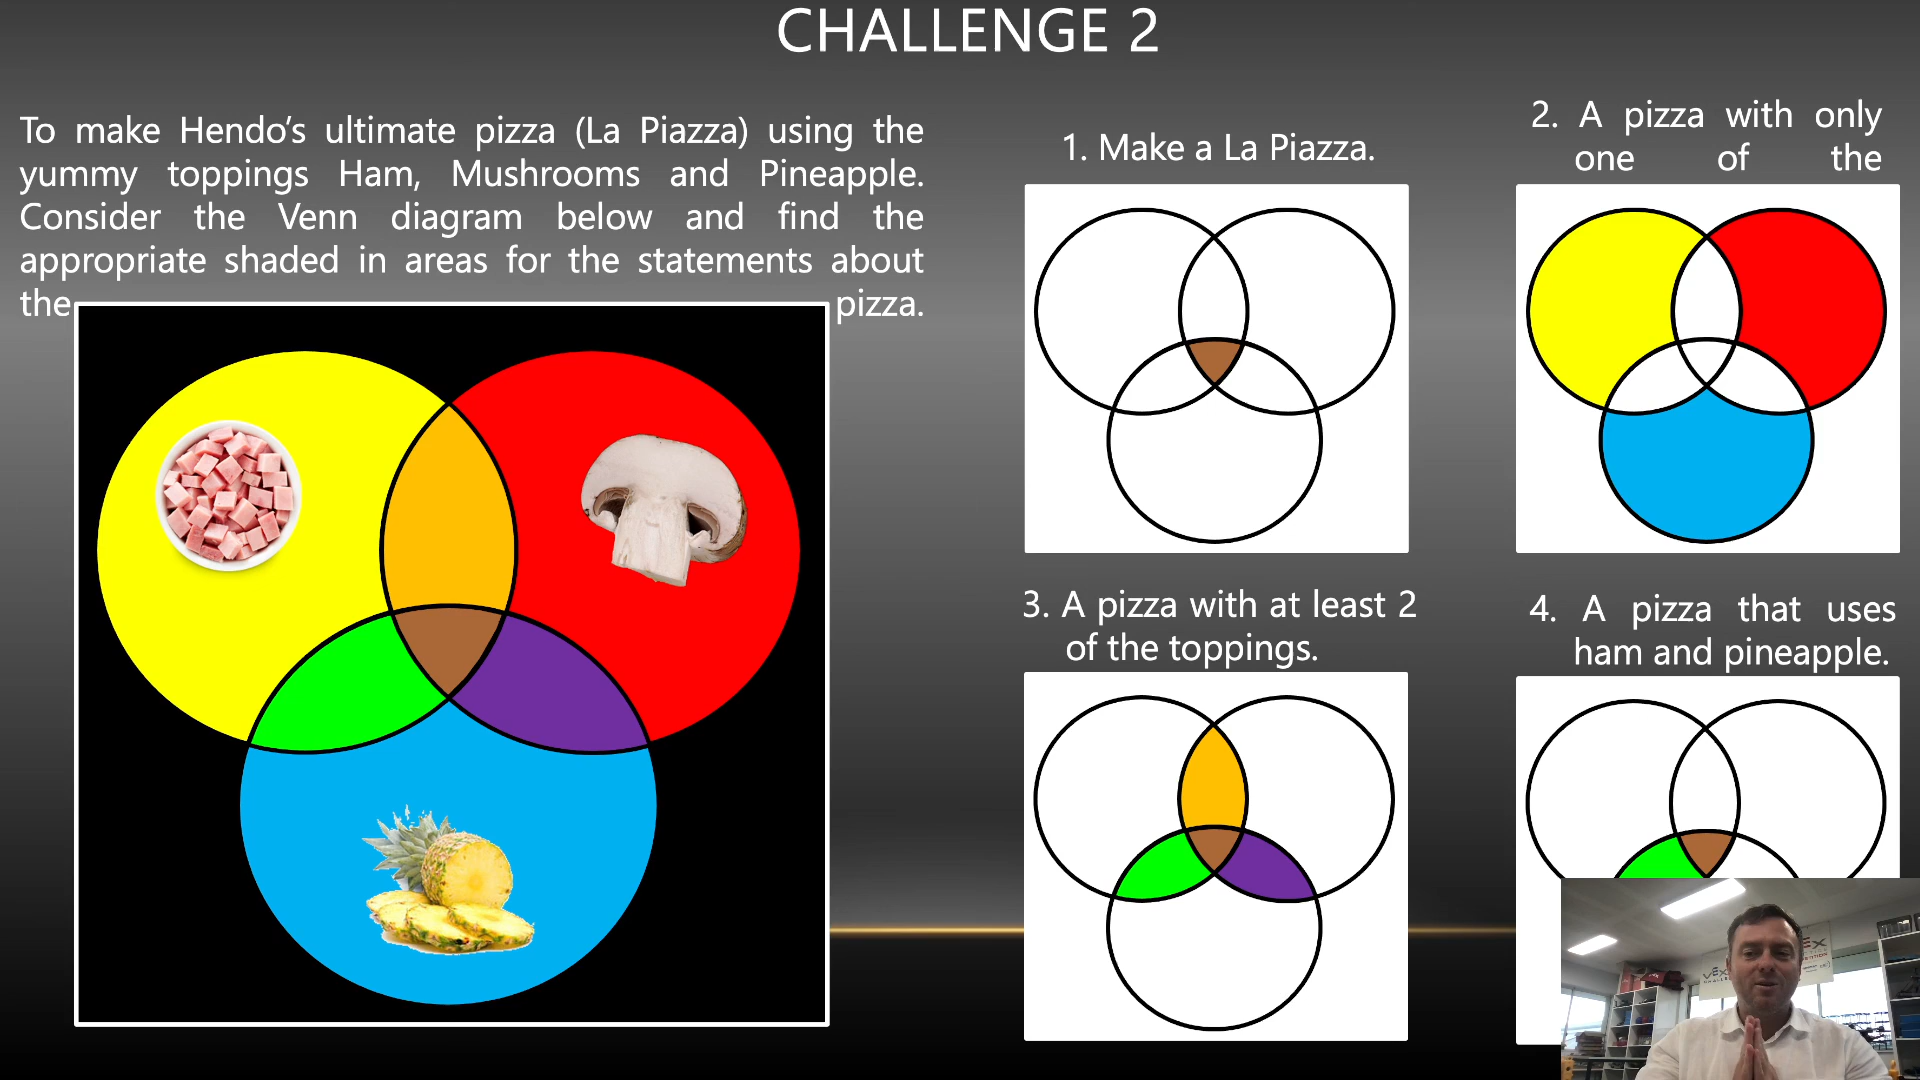 CHALLENGE 2
To make Hendo’s ultimate pizza (La Piazza) using the
yummy toppings Ham, Mushrooms and Pineapple.
Consider the Venn diagram below and find the
appropriate shaded in areas for the statements about
the pizza.
1. Make a La Piazza.
2. A pizza with only
one of the
3. A pizza with at least 2
of the toppings.
4. A pizza that uses
ham and pineapple.